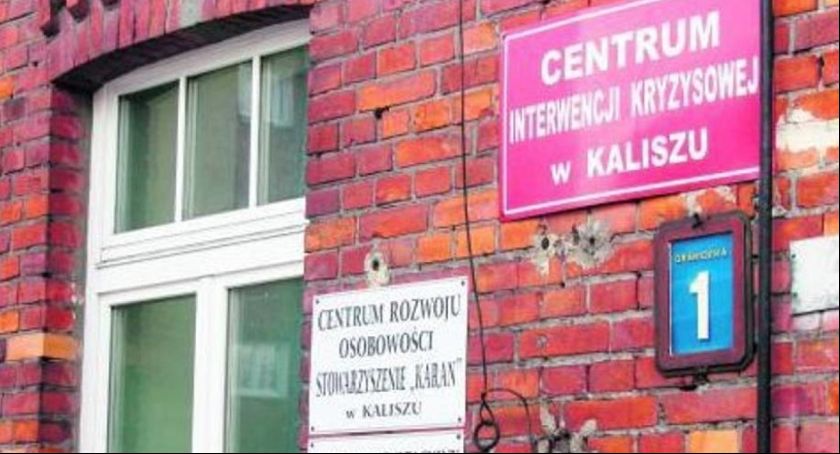 CENTRUM
INTERWENCJI KRYZYSOWEJ
w KALISZU
1
CENTRUM ROZWOJU
OSOBOWOŚCI
STOWARZYSZENIE „KARAN”
w KALISZU